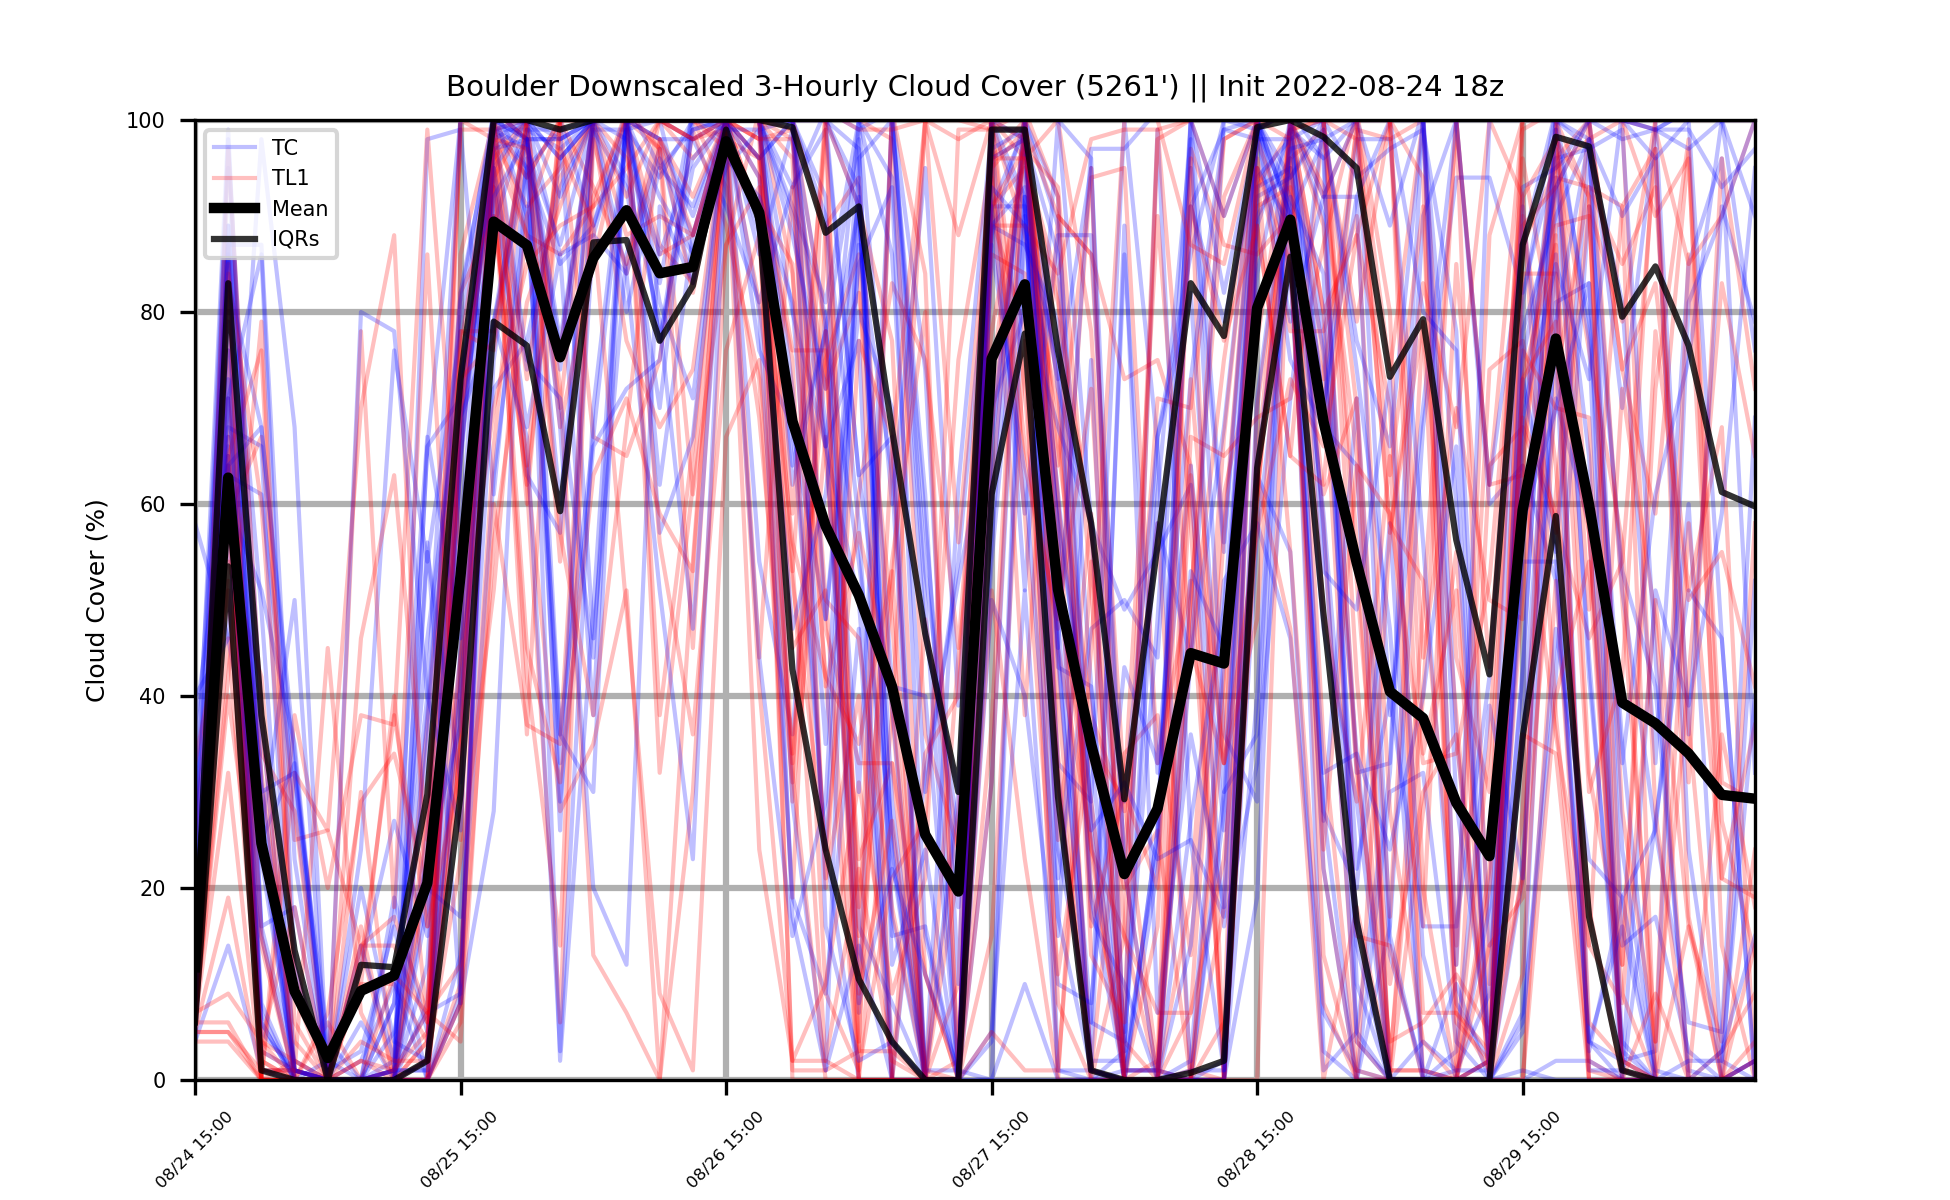 Boulder Downscaled 3-Hourly Cloud Cover (5261') || Init 2022-08-24 18z
TC
TL1
Mean
IQRs
Cloud Cover (%)
100
80
60
40
20
0
08/24 15:00
08/25 15:00
08/26 15:00
08/27 15:00
08/28 15:00
08/29 15:00